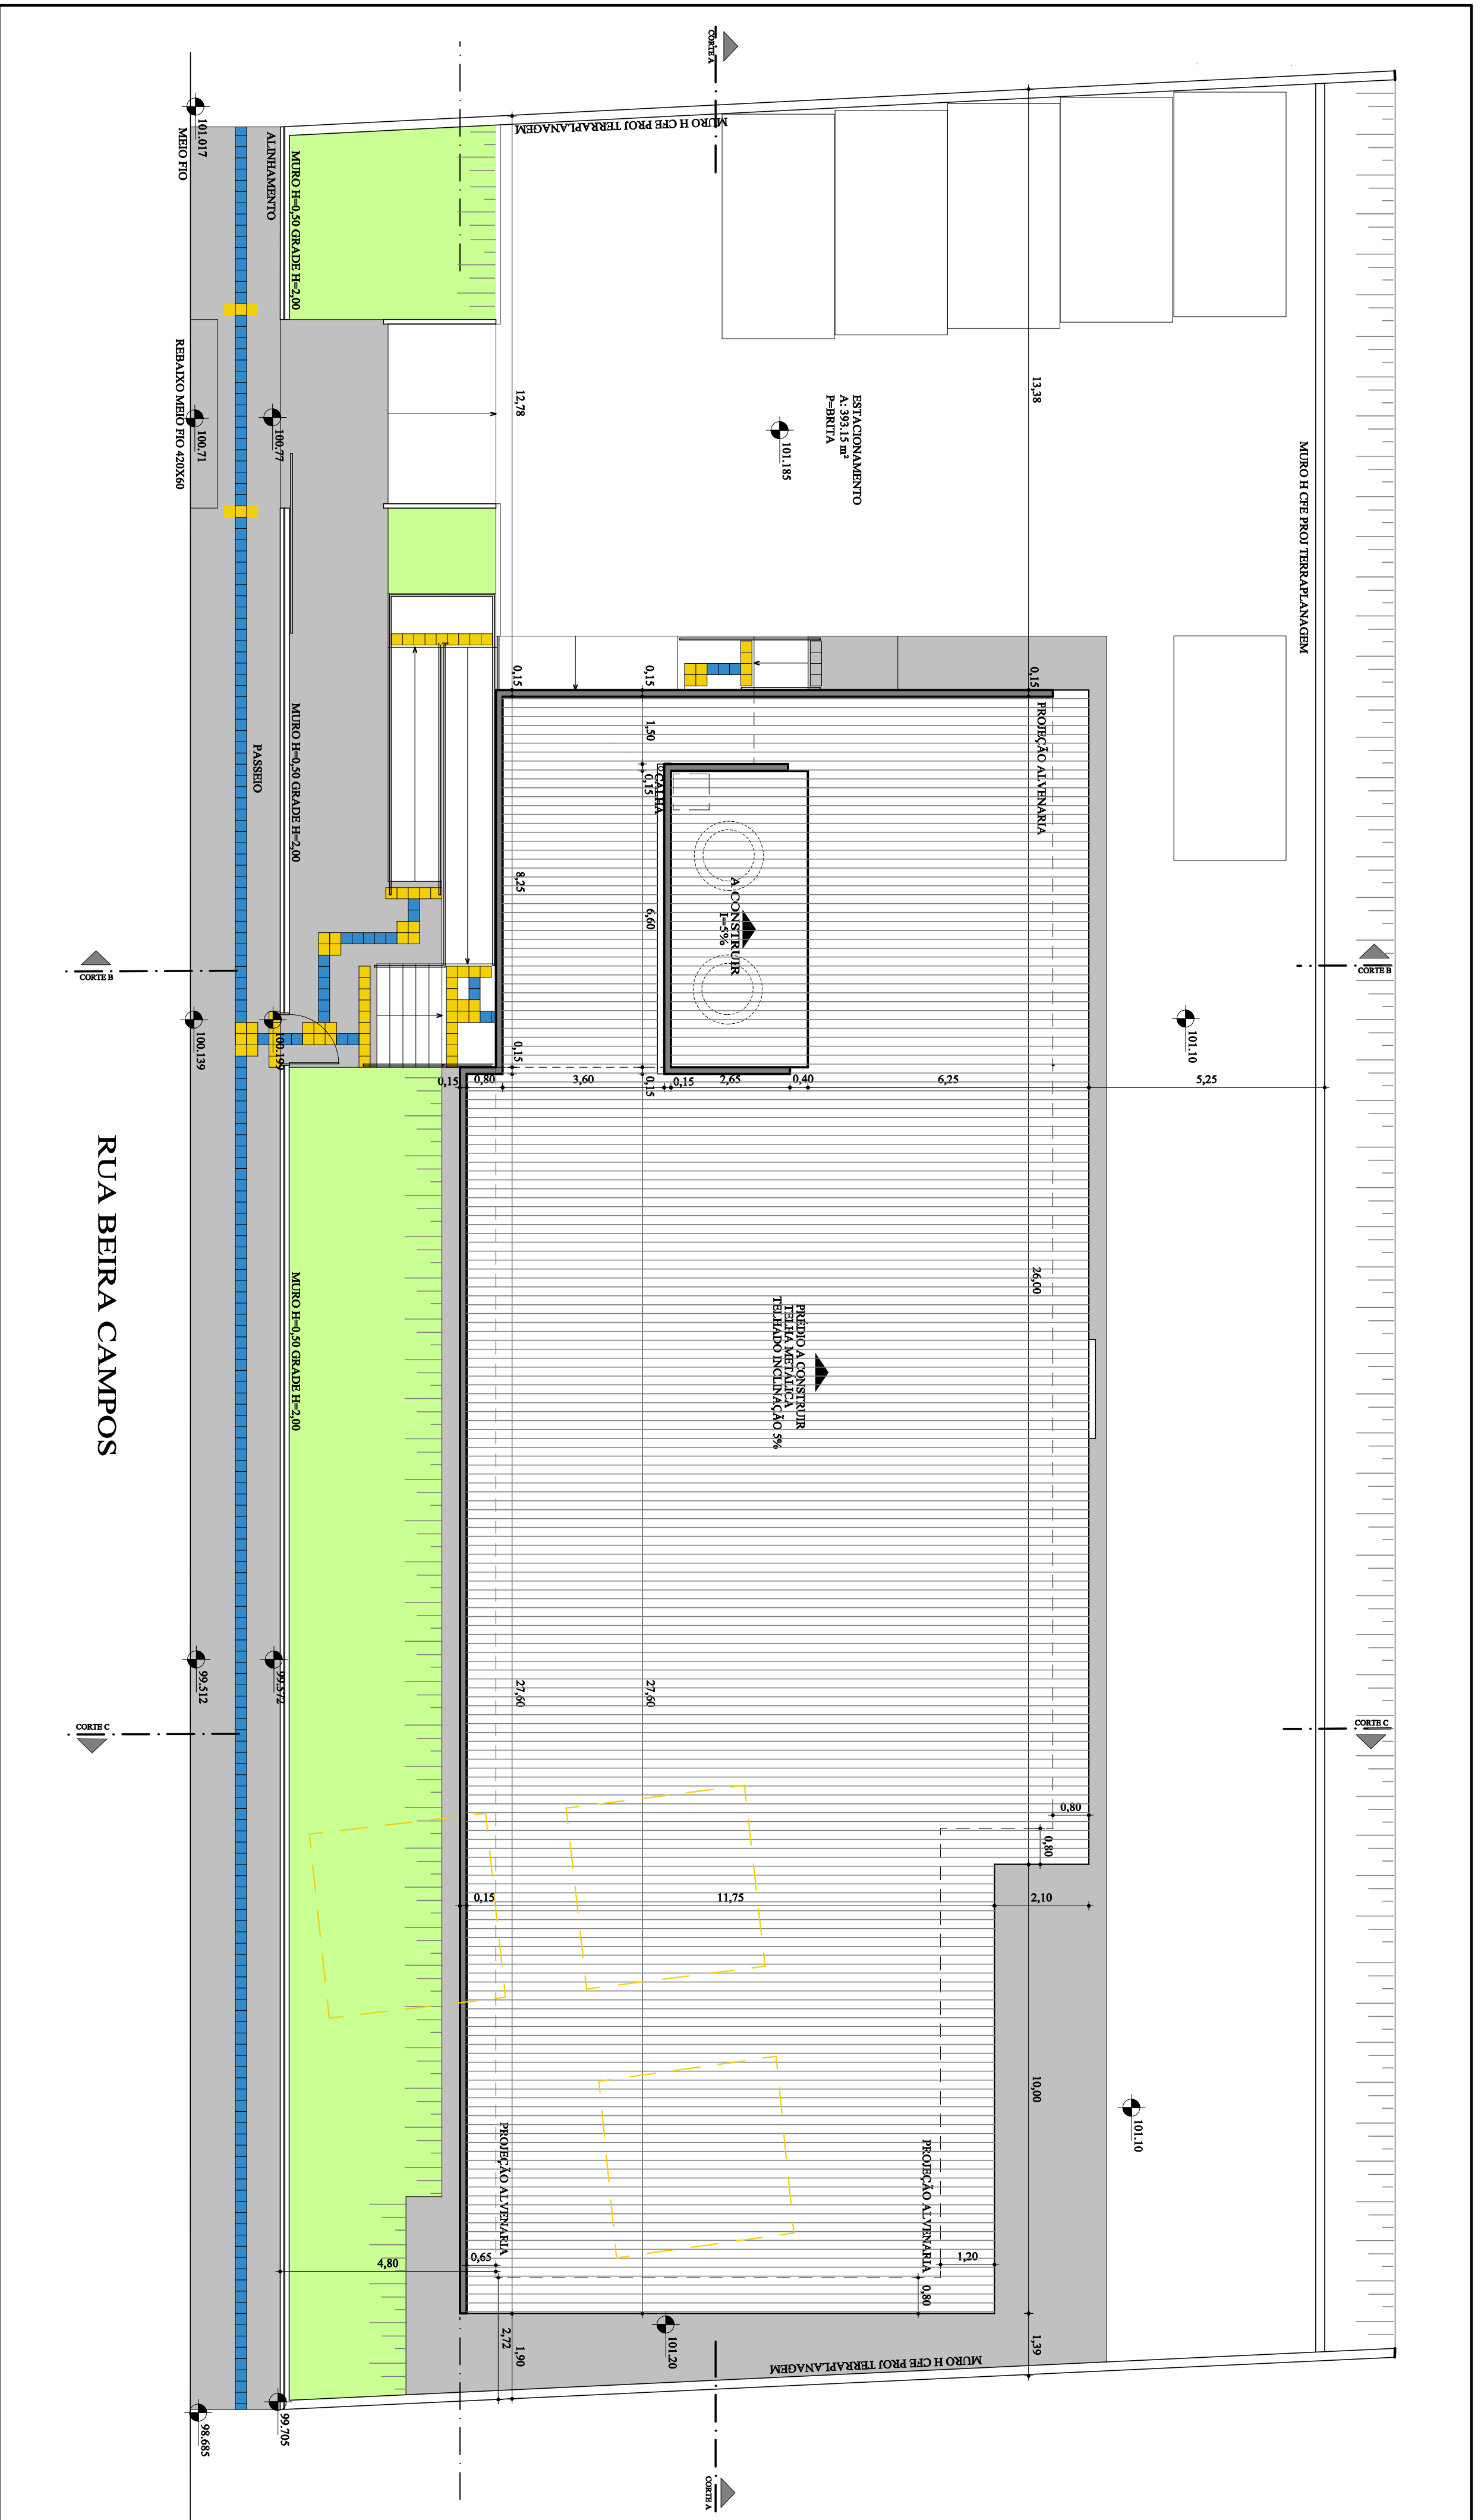 CORTE A
MURO H CFE PROJ TERRAPLANAGEM
101.017
MEIO FIO
ALINHAMENTO
MURO H=0,50 GRADE H=2,00
REBAIXO MEIO FIO 420X60
100.71
100.77
12,78
13,38
ESTACIONAMENTO
A: 393.15 m²
P=BRITA
101.185
MURO H CFE PROJ TERRAPLANAGEM
0,15
0,15
0,15
PROJEÇÃO ALVENARIA
1,50
0,15
CALHA
MURO H=0,50 GRADE H=2,00
PASSEIO
8,25
6,60
A CONSTRUIR
I=5%
CORTE B
CORTE B
100.139
100.199
101.10
0,15
0,15
0,15
0,80
3,60
0,15
2,65
0,40
6,25
5,25
RUA BEIRA CAMPOS
MURO H=0,50 GRADE H=2,00
26,00
PRÉDIO A CONSTRUIR
TELHA METÁLICA
TELHADO INCLINAÇÃO 5%
99.512
99.572
27,60
27,60
CORTE C
CORTE C
0,80
0,80
0,15
11,75
2,10
10,00
101.10
PROJEÇÃO ALVENARIA
PROJEÇÃO ALVENARIA
4,80
0,65
1,20
0,80
2,72
1,90
101.20
1,39
MURO H CFE PROJ TERRAPLANAGEM
98.685
99.705
CORTE A